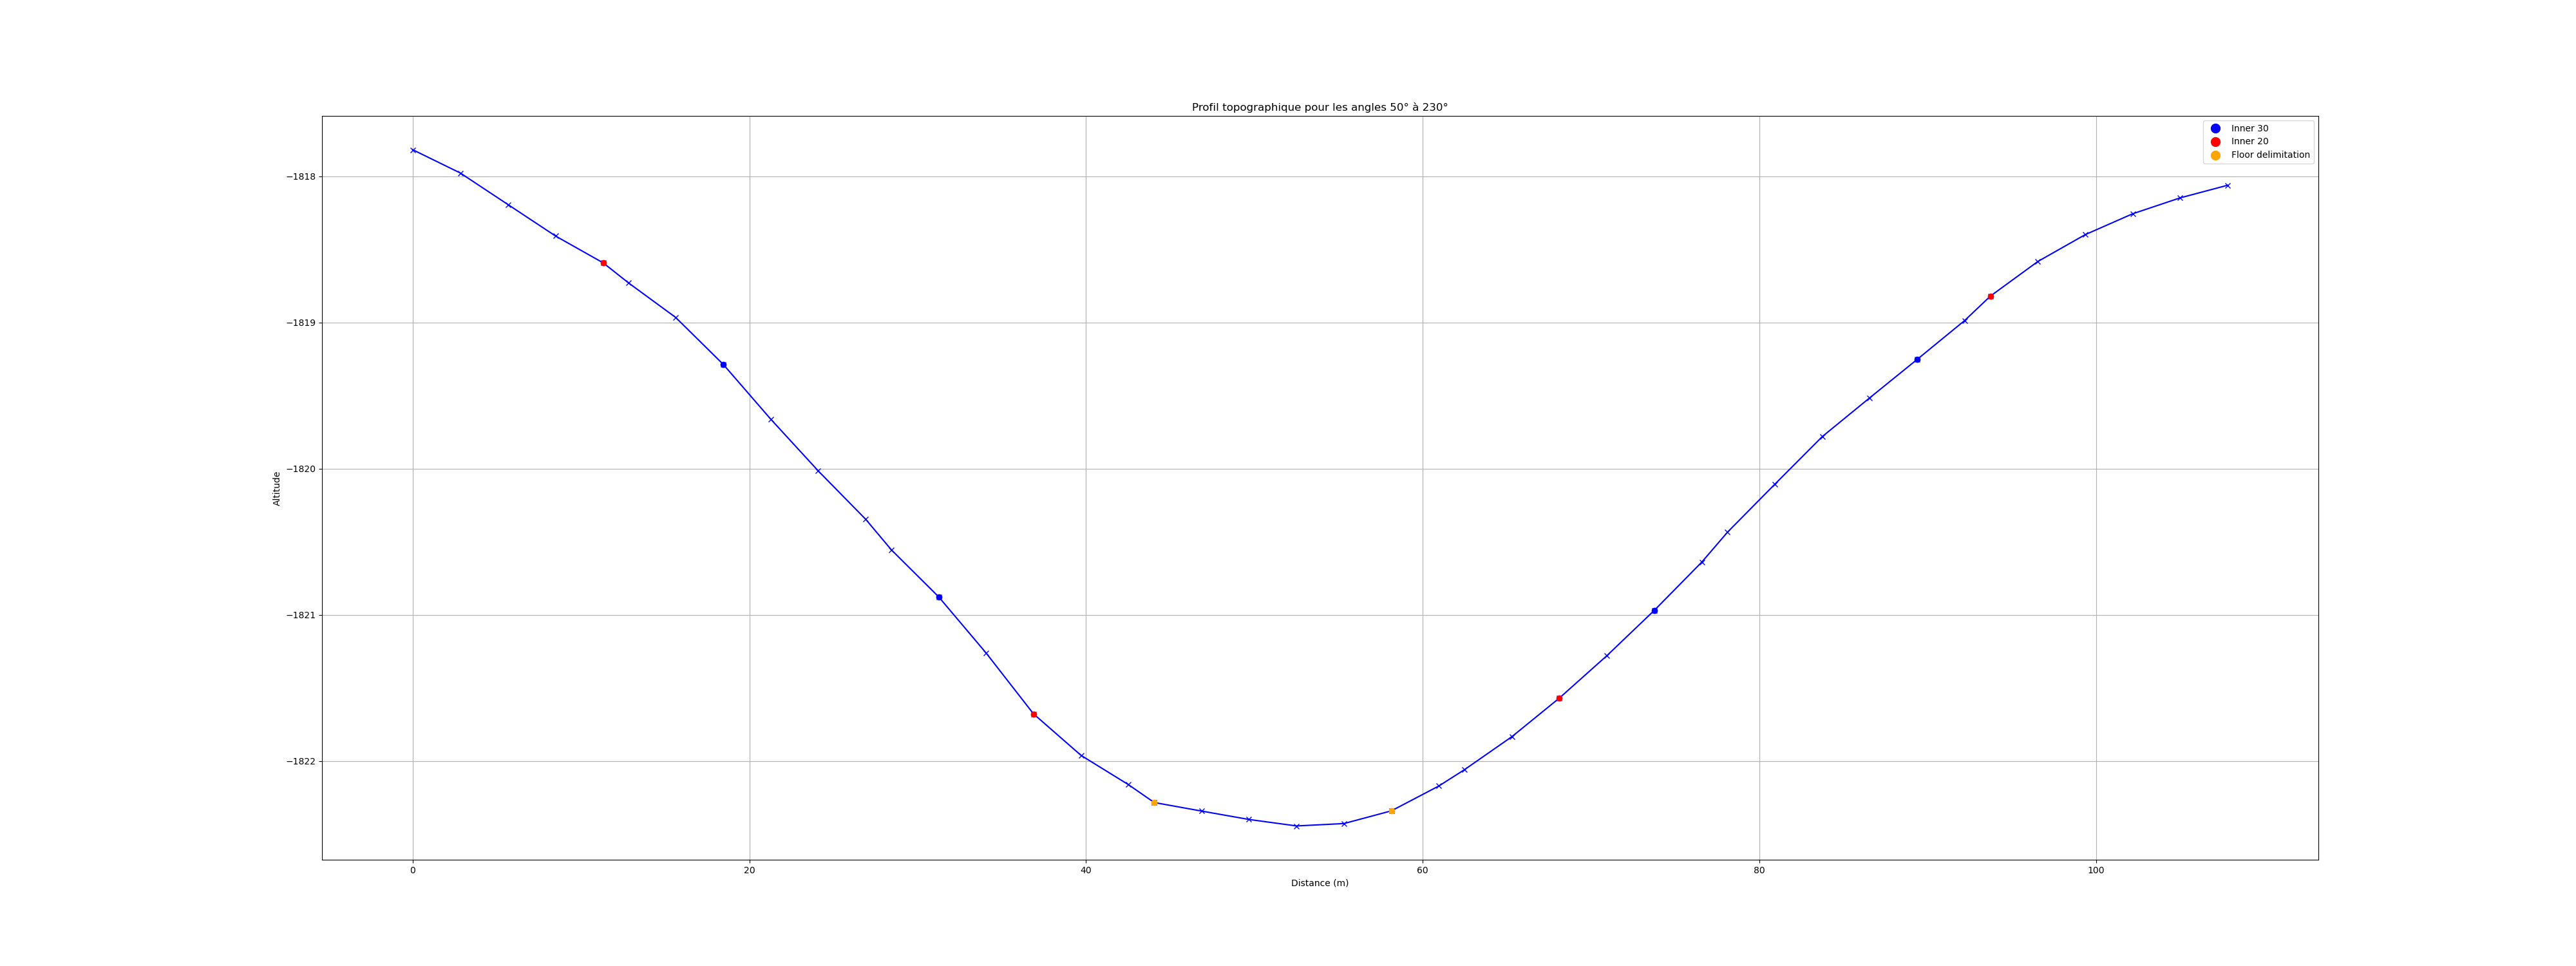 Profil topographique pour les angles 50° à 230°
Inner 30
Inner 20
Floor delimitation
−1818
−1819
−1820
−1821
−1822
Altitude
0
20
40
60
80
100
Distance (m)